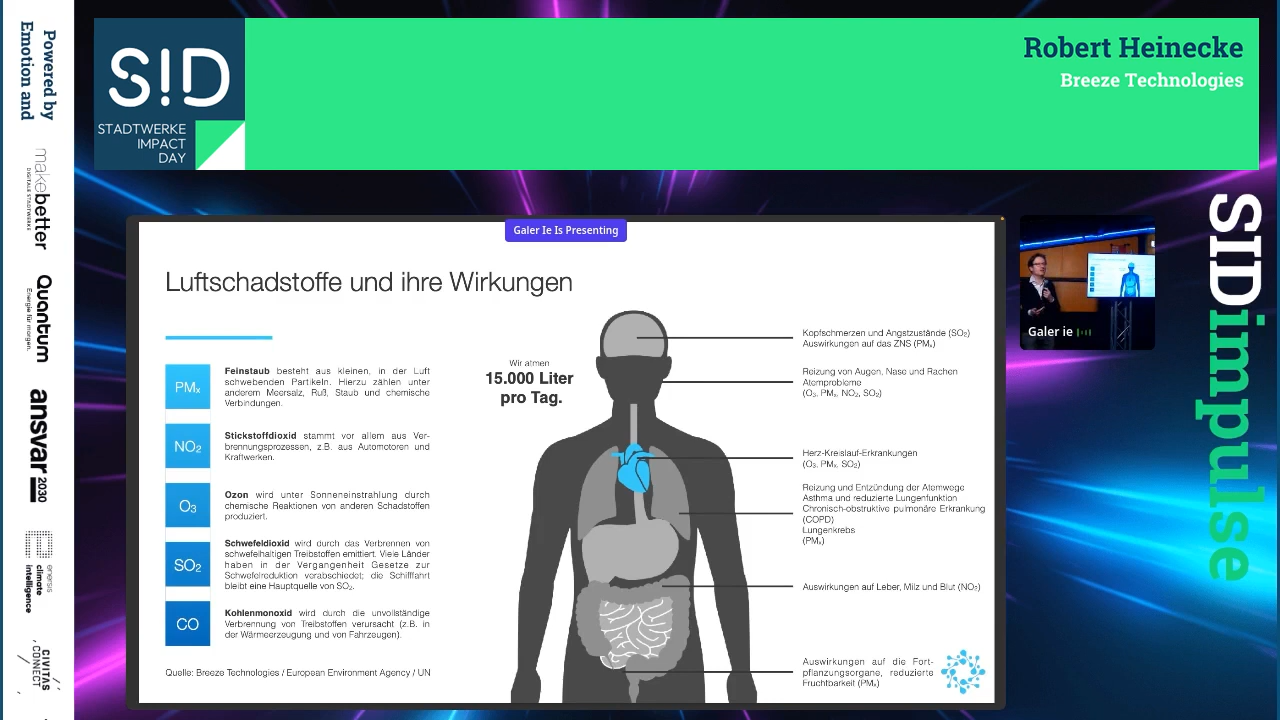 Powered by
Emotion and
makebetter
DIGITALE STADTWERKE
Quantum
Energie für morgen.
ansvar 2030
enersis
climate
intelligence
CIVITAS
CONNECT
S!D
STADTWERKE
IMPACT
DAY
Robert Heinecke
Breeze Technologies
SIDimpulse
Galer Ie Is Presenting
Galer ie
Luftschadstoffe und ihre Wirkungen
PMₓ
Feinstaub besteht aus kleinen, in der Luft
schwebenden Partikeln. Hierzu zählen unter
anderem Meersalz, Ruß, Staub und chemische
Verbindungen.
NO₂
Stickstoffdioxid stammt vor allem aus Ver-
brennungsprozessen, z.B. aus Automotoren und
Kraftwerken.
O₃
Ozon wird unter Sonneneinstrahlung durch
chemische Reaktionen von anderen Schadstoffen
produziert.
SO₂
Schwefeldioxid wird durch das Verbrennen von
schwefelhaltigen Treibstoffen emittiert. Viele Länder
haben in der Vergangenheit Gesetze zur
Schwefelreduktion verabschiedet; die Schifffahrt
bleibt eine Hauptquelle von SO₂.
CO
Kohlenmonoxid wird durch die unvollständige
Verbrennung von Treibstoffen verursacht (z.B. in
der Wärmeerzeugung und von Fahrzeugen).
Quelle: Breeze Technologies / European Environment Agency / UN
Wir atmen
15.000 Liter
pro Tag.
Kopfschmerzen und Angstzustände (SO₂)
Auswirkungen auf das ZNS (PMₓ)
Reizung von Augen, Nase und Rachen
Atemprobleme
(O₃, PMₓ, NO₂, SO₂)
Herz-Kreislauf-Erkrankungen
(O₃, PMₓ, SO₂)
Reizung und Entzündung der Atemwege
Asthma und reduzierte Lungenfunktion
Chronisch-obstruktive pulmonäre Erkrankung
(COPD)
Lungenkrebs
(PMₓ)
Auswirkungen auf Leber, Milz und Blut (NO₂)
Auswirkungen auf die Fort-
pflanzungsorgane, reduzierte
Fruchtbarkeit (PMₓ)